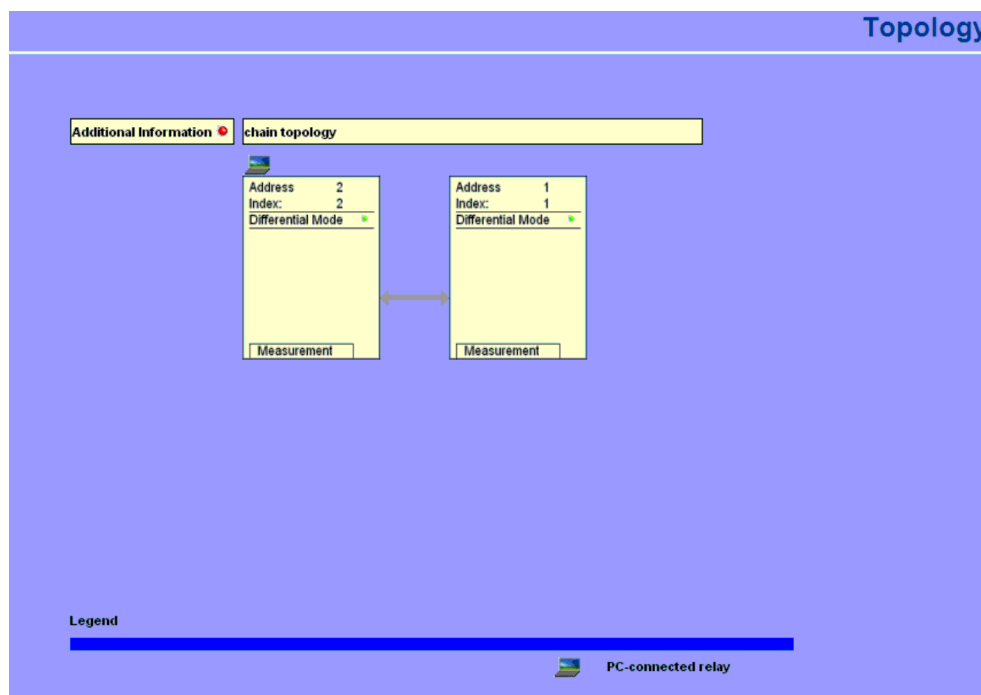 Topology
Additional Information
chain topology
Address 2
Index: 2
Differential Mode
Measurement
Address 1
Index: 1
Differential Mode
Measurement
Legend
PC-connected relay